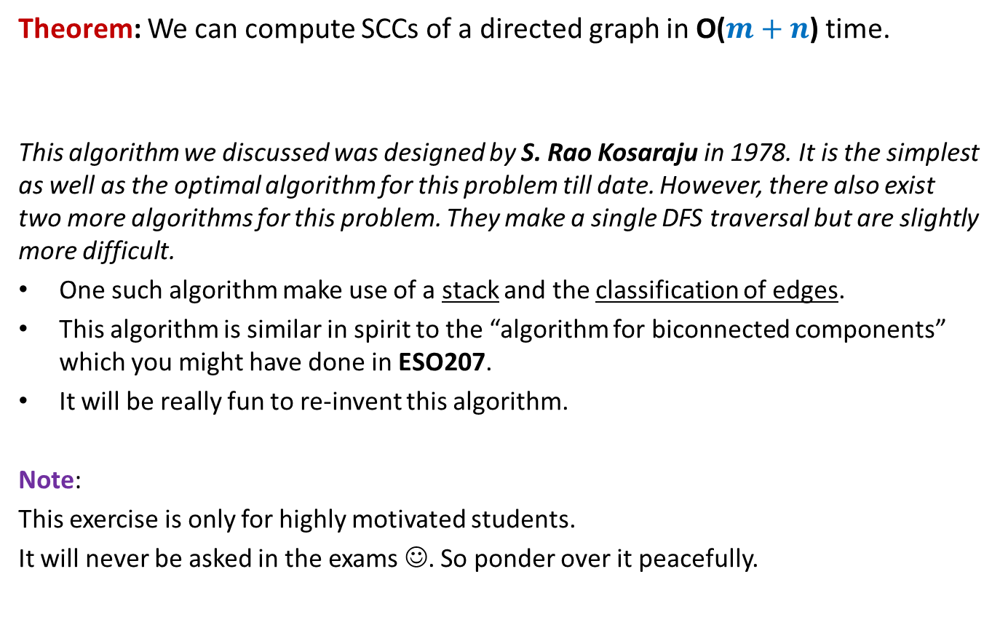 Theorem: We can compute SCCs of a directed graph in O(m + n) time.
This algorithm we discussed was designed by S. Rao Kosaraju in 1978. It is the simplest
as well as the optimal algorithm for this problem till date. However, there also exist
two more algorithms for this problem. They make a single DFS traversal but are slightly
more difficult.
• One such algorithm make use of a stack and the classification of edges.
• This algorithm is similar in spirit to the “algorithm for biconnected components”
which you might have done in ESO207.
• It will be really fun to re-invent this algorithm.
Note:
This exercise is only for highly motivated students.
It will never be asked in the exams ☺. So ponder over it peacefully.